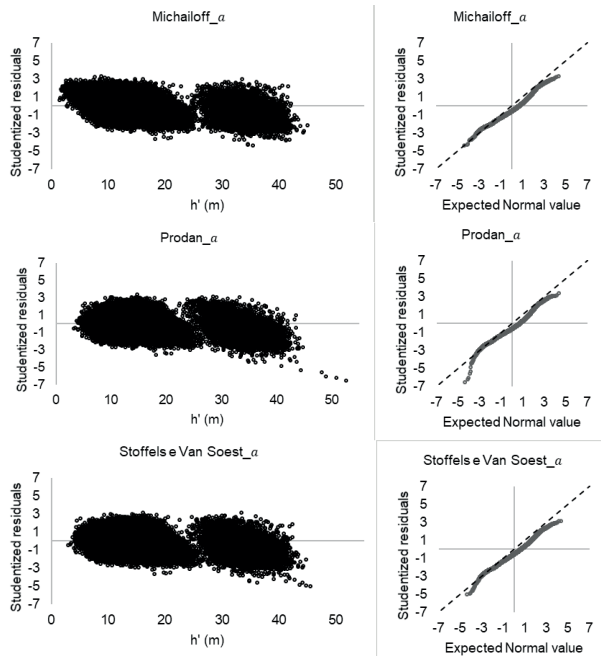 Michailoff_a
Studentized residuals
7
5
3
1
-1
-3
-5
-7
0 10 20 30 40 50
h' (m)
Michailoff_a
Studentized residuals
7
5
3
1
-1
-3
-5
-7
-7 -5 -3 -1 1 3 5 7
Expected Normal value
Prodan_a
Studentized residuals
7
5
3
1
-1
-3
-5
-7
0 10 20 30 40 50
h' (m)
Prodan_a
Studentized residuals
7
5
3
1
-1
-3
-5
-7
-7 -5 -3 -1 1 3 5 7
Expected Normal value
Stoffels e Van Soest_a
Studentized residuals
7
5
3
1
-1
-3
-5
-7
0 10 20 30 40 50
h' (m)
Stoffels e Van Soest_a
Studentized residuals
7
5
3
1
-1
-3
-5
-7
-7 -5 -3 -1 1 3 5 7
Expected Normal value